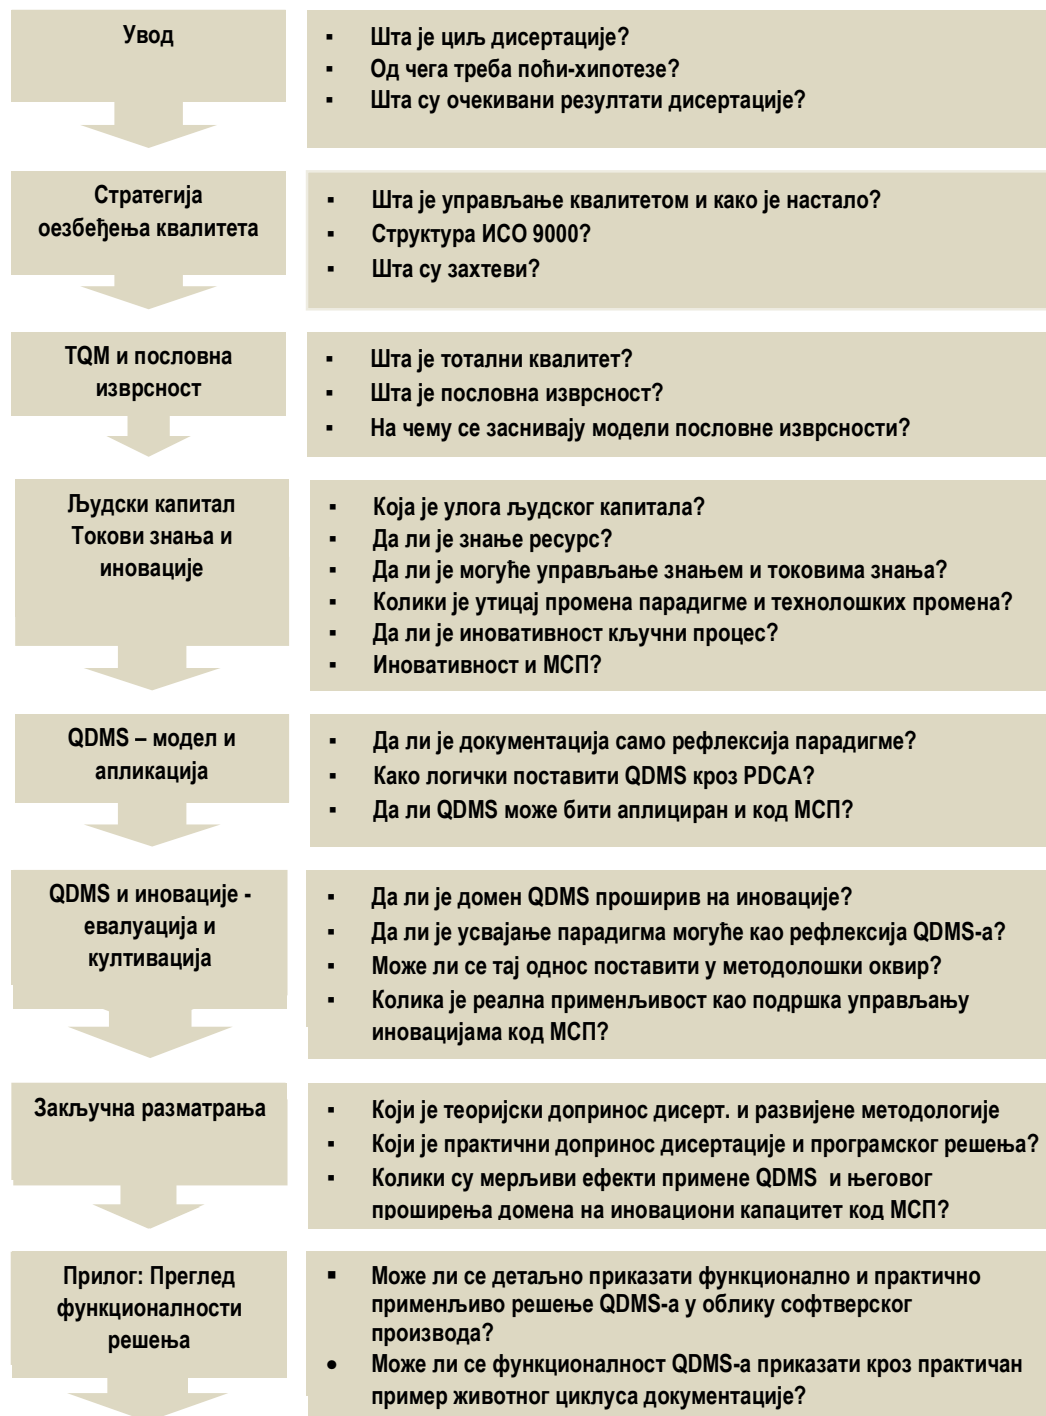 Увод
▪ Шта је циљ дисертације?
▪ Од чега треба поћи-хипотезе?
▪ Шта су очекивани резултати дисертације?
Стратегија
оезбеђења квалитета
▪ Шта је управљање квалитетом и како је настало?
▪ Структура ИСО 9000?
▪ Шта су захтеви?
TQM и пословна
изврсност
▪ Шта је тотални квалитет?
▪ Шта је пословна изврсност?
▪ На чему се заснивају модели пословне изврсности?
Људски капитал
Токови знања и
иновације
▪ Која је улога људског капитала?
▪ Да ли је знање ресурс?
▪ Да ли је могуће управљање знањем и токовима знања?
▪ Колики је утицај промена парадигме и технолошких промена?
▪ Да ли је иновативност кључни процес?
▪ Иновативност и МСП?
QDMS – модел и
апликација
▪ Да ли је документација само рефлексија парадигме?
▪ Како логички поставити QDMS кроз PDCA?
▪ Да ли QDMS може бити аплициран и код МСП?
QDMS и иновације -
евалуација и
култивација
▪ Да ли је домен QDMS проширив на иновације?
▪ Да ли је усвајање парадигма могуће као рефлексија QDMS-а?
▪ Може ли се тај однос поставити у методолошки оквир?
▪ Колика је реална применљивост као подршка управљању
иновацијама код МСП?
Закључна разматрања
▪ Који је теоријски допринос дисерт. и развијене методологије
▪ Који је практични допринос дисертације и програмског решења?
▪ Колики су мерљиви ефекти примене QDMS и његовог
проширења домена на иновациони капацитет код МСП?
Прилог: Преглед
функционалности
решења
▪ Може ли се детаљно приказати функционално и практично
применљиво решење QDMS-а у облику софтверског
производа?
• Може ли се функционалност QDMS-а приказати кроз практичан
пример животног циклуса документације?